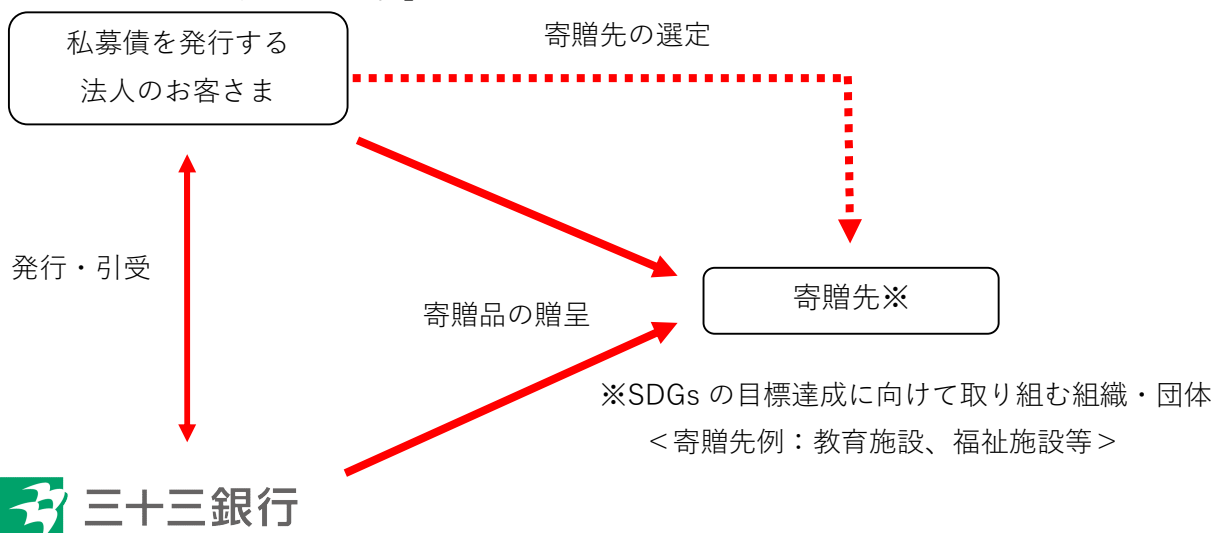 私募債を発行する
法人のお客さま
寄贈先の選定
発行・引受
寄贈品の贈呈
寄贈先※
※SDGs の目標達成に向けて取り組む組織・団体
＜寄贈先例：教育施設、福祉施設等＞
三十三銀行